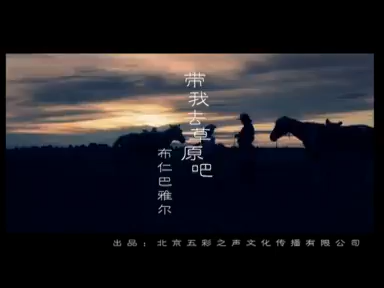 带我去草原吧
布仁巴雅尔
出品：北京五彩之声文化传播有限公司